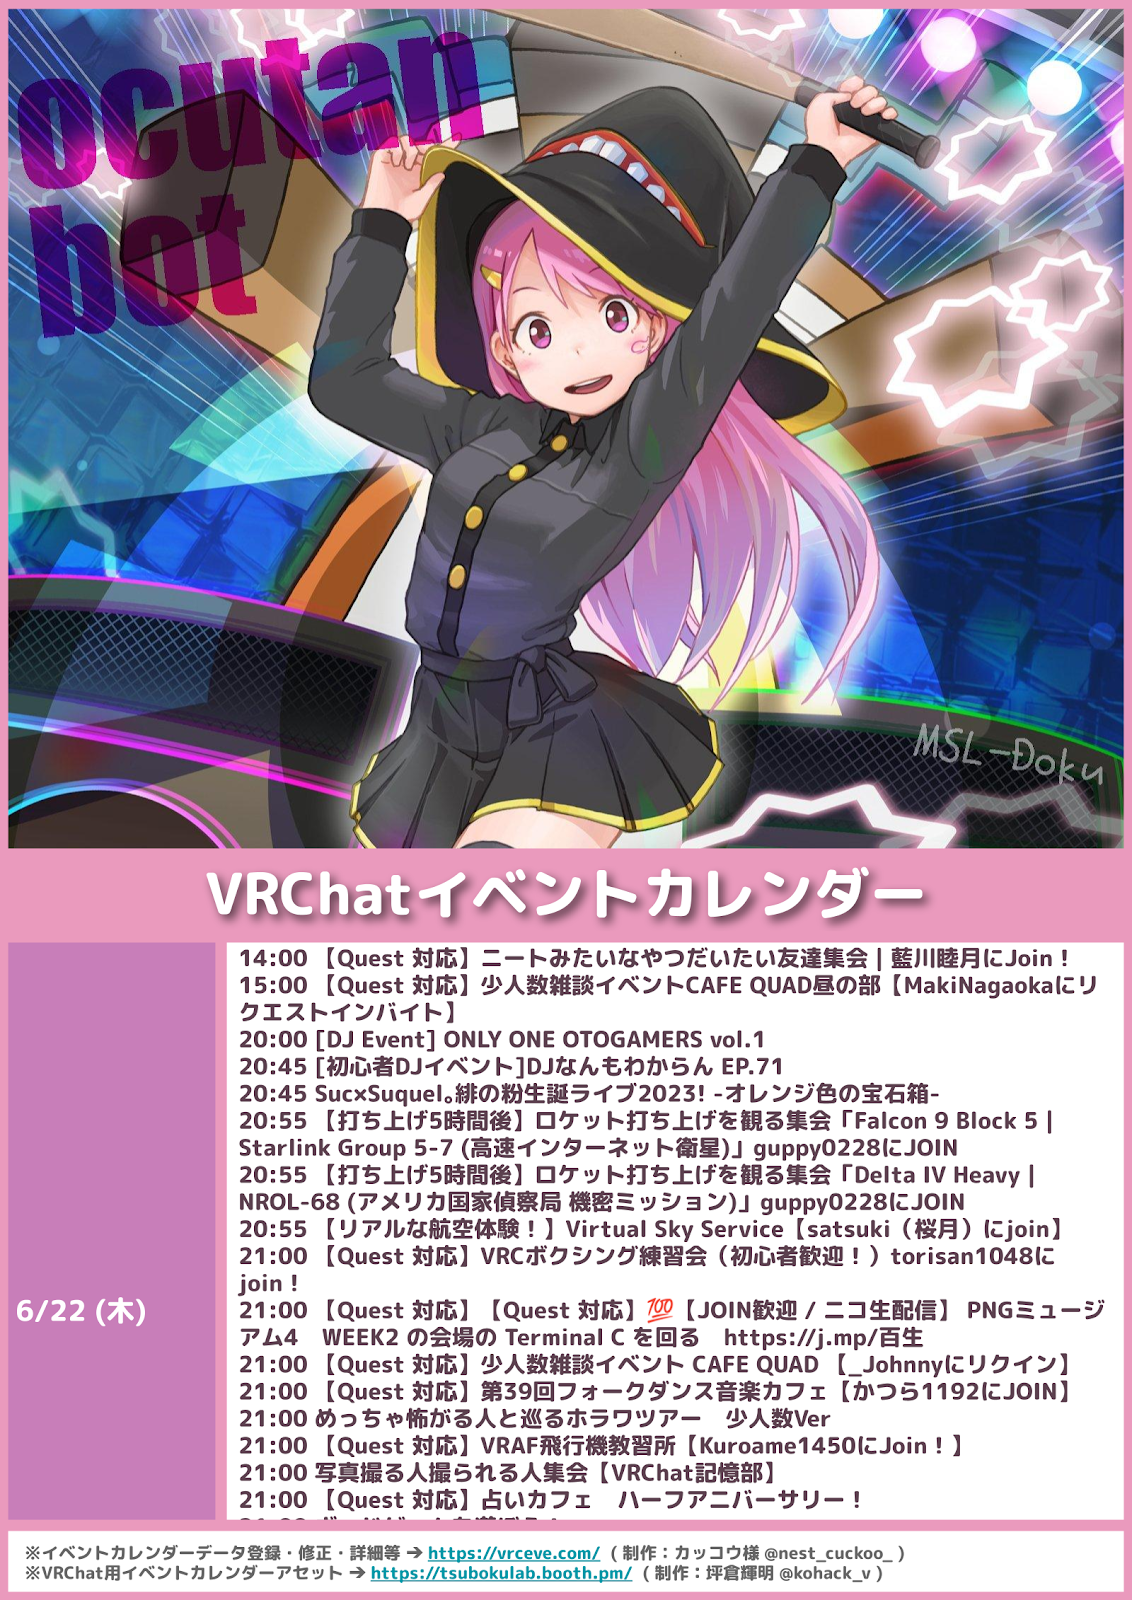 ocutan
bot
MSL-Doku
VRChatイベントカレンダー
6/22 (木)
14:00 【Quest 対応】ニートみたいなやつだいたい友達集会 | 藍川睦月にJoin！
15:00 【Quest 対応】少人数雑談イベントCAFE QUAD昼の部【MakiNagaokaにリ
クエストインバイト】
20:00 [DJ Event] ONLY ONE OTOGAMERS vol.1
20:45 [初心者DJイベント]DJなんもわからん EP.71
20:45 Suc×Suquel｡緋の粉生誕ライブ2023! -オレンジ色の宝石箱-
20:55 【打ち上げ5時間後】ロケット打ち上げを観る集会「Falcon 9 Block 5 |
Starlink Group 5-7 (高速インターネット衛星)」guppy0228にJOIN
20:55 【打ち上げ5時間後】ロケット打ち上げを観る集会「Delta IV Heavy |
NROL-68 (アメリカ国家偵察局 機密ミッション)」guppy0228にJOIN
20:55 【リアルな航空体験！】Virtual Sky Service【satsuki（桜月）にjoin】
21:00 【Quest 対応】VRCボクシング練習会（初心者歓迎！）torisan1048に
join！
21:00 【Quest 対応】【Quest 対応】💯【JOIN歓迎 / ニコ生配信】 PNGミュージ
アム4　WEEK2 の会場の Terminal C を回る　https://j.mp/百生
21:00 【Quest 対応】少人数雑談イベント CAFE QUAD 【_Johnnyにリクイン】
21:00 【Quest 対応】第39回フォークダンス音楽カフェ【かつら1192にJOIN】
21:00 めっちゃ怖がる人と巡るホラワツアー　少人数Ver
21:00 【Quest 対応】VRAF飛行機教習所【Kuroame1450にJoin！】
21:00 写真撮る人撮られる人集会【VRChat記憶部】
21:00 【Quest 対応】占いカフェ　ハーフアニバーサリー！
※イベントカレンダーデータ登録・修正・詳細等 ➔ https://vrceve.com/ （制作：カッコウ様 @nest_cuckoo_ ）
※VRChat用イベントカレンダーアセット ➔ https://tsubokulab.booth.pm/ （制作：坪倉輝明 @kohack_v ）